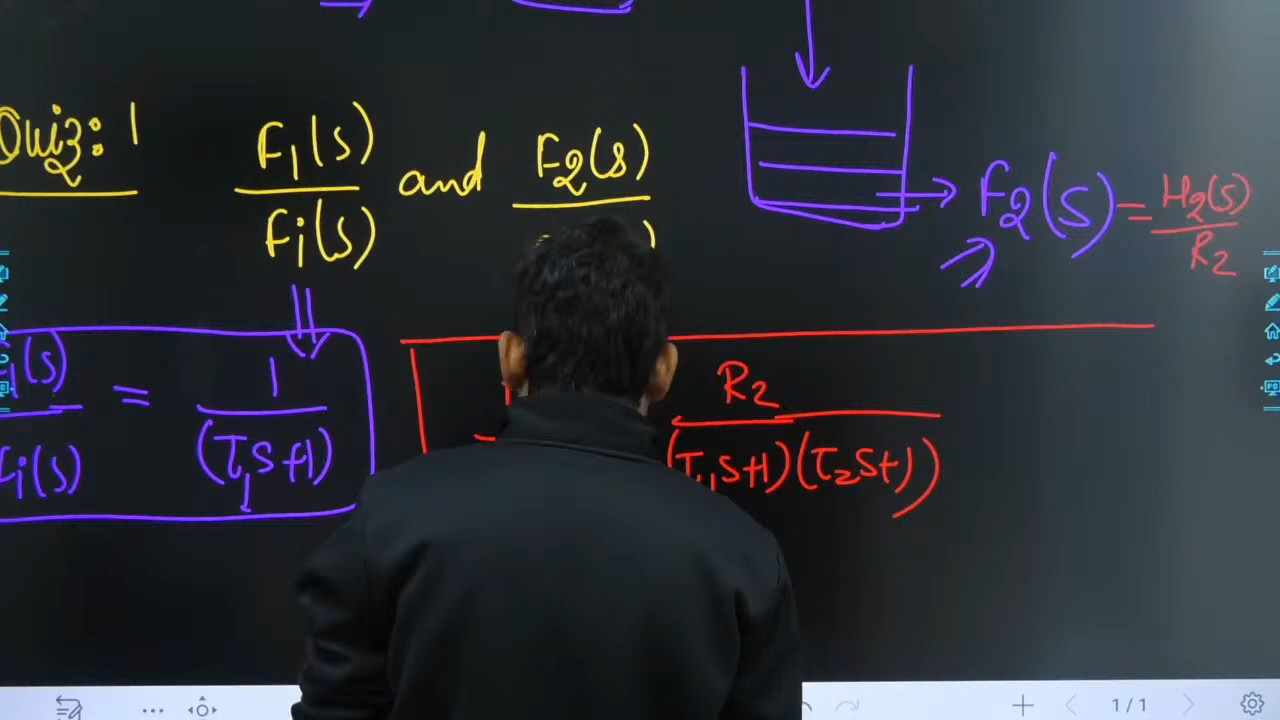 Quiz: 1 F₁(s) / Fi(s) and F₂(s)
F₂(s) = H₂(s) / R₂
(s) / Fi(s) = 1 / (τ₁s+1)
R₂ / (τ₁s+1)(τ₂s+1)
1/1